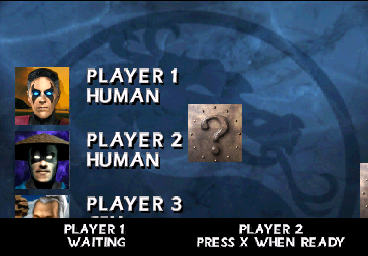 PLAYER 1
HUMAN
PLAYER 2
HUMAN
?
PLAYER 3
PLAYER 1
WAITING
PLAYER 2
PRESS X WHEN READY